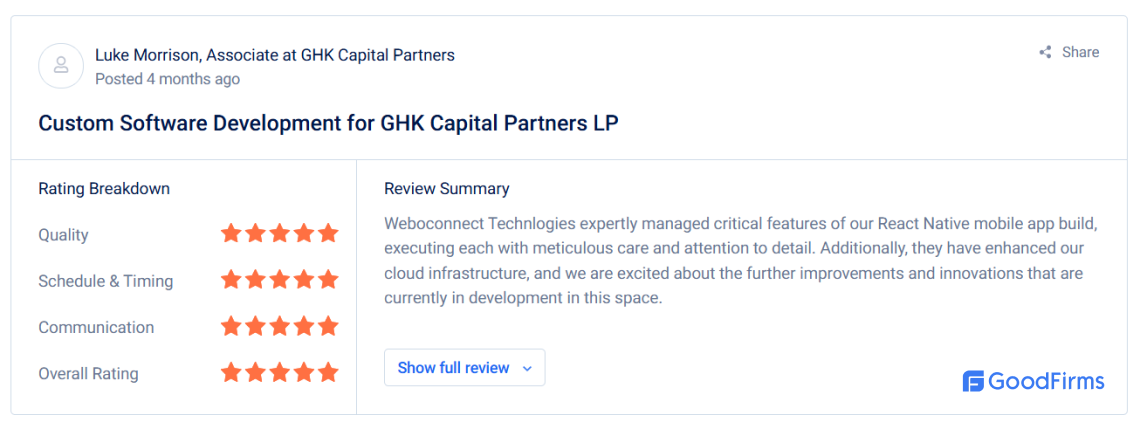 Luke Morrison, Associate at GHK Capital Partners
Posted 4 months ago
Share
Custom Software Development for GHK Capital Partners LP
Rating Breakdown
Quality
Schedule & Timing
Communication
Overall Rating
Review Summary
Weboconnect Technlogies expertly managed critical features of our React Native mobile app build,
executing each with meticulous care and attention to detail. Additionally, they have enhanced our
cloud infrastructure, and we are excited about the further improvements and innovations that are
currently in development in this space.
Show full review
GoodFirms